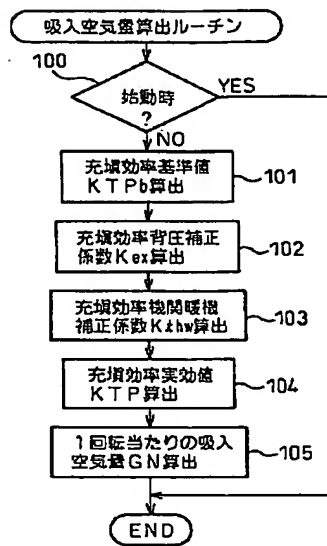 吸入空気量算出ルーチン
100
始動時
?
YES
NO
充填効率基準値
KTPb算出
101
充填効率背圧補正
係数Kex算出
102
充填効率機関暖機
補正係数Kthw算出
103
充填効率実効値
KTP算出
104
1回転当たりの吸入
空気量GN算出
105
END